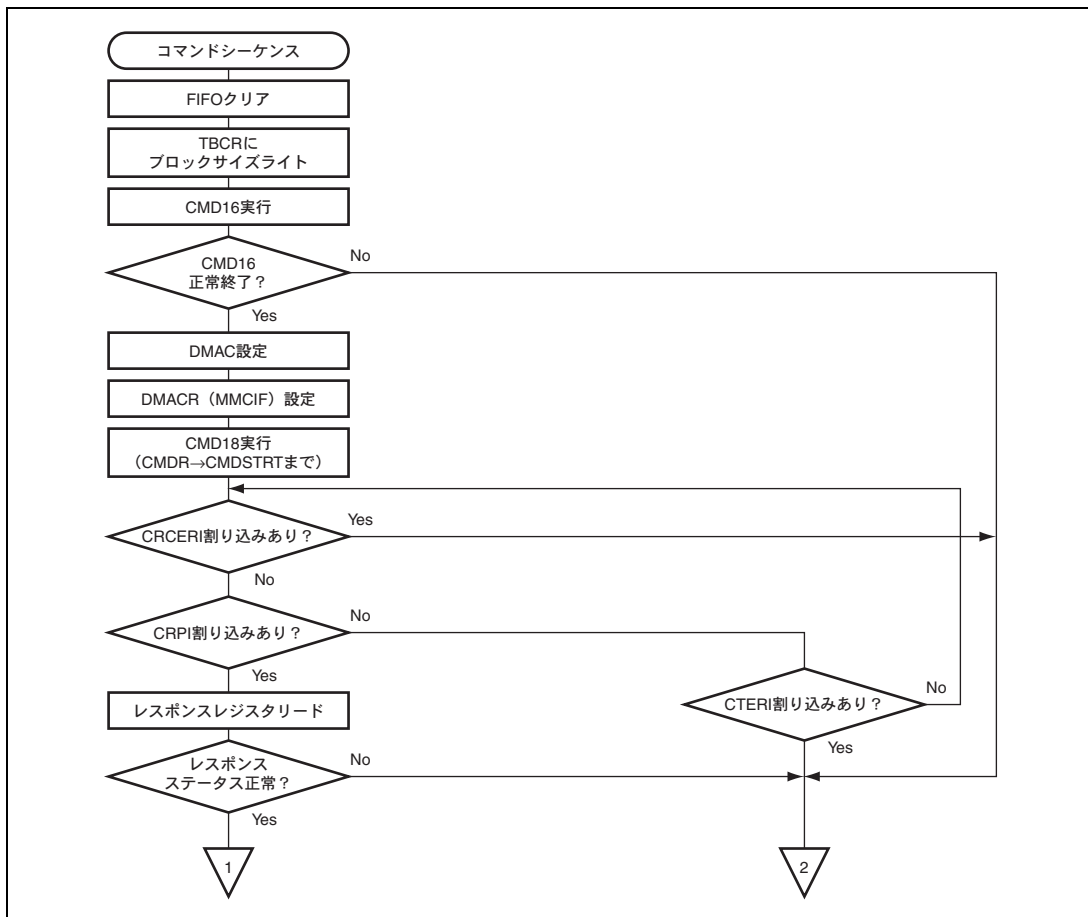 コマンドシーケンス
FIFOクリア
TBCRに
ブロックサイズライト
CMD16実行
CMD16
正常終了？
No
Yes
DMAC設定
DMACR（MMCIF）設定
CMD18実行
（CMDR→CMDSTRTまで）
CRCERI割り込みあり？
Yes
No
CRPI割り込みあり？
No
Yes
CTERI割り込みあり？
No
Yes
レスポンスレジスタリード
レスポンス
ステータス正常？
No
Yes
1
2